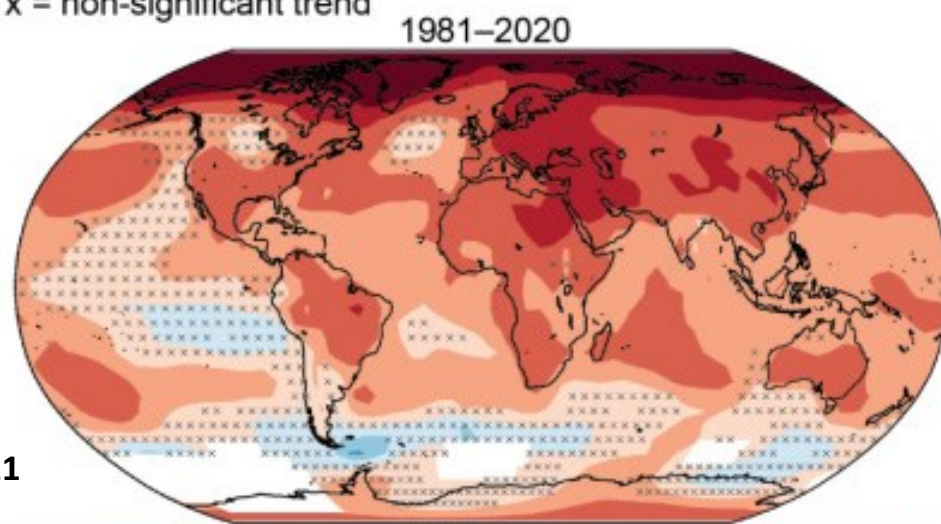 x = non-significant trend
1981–2020
1